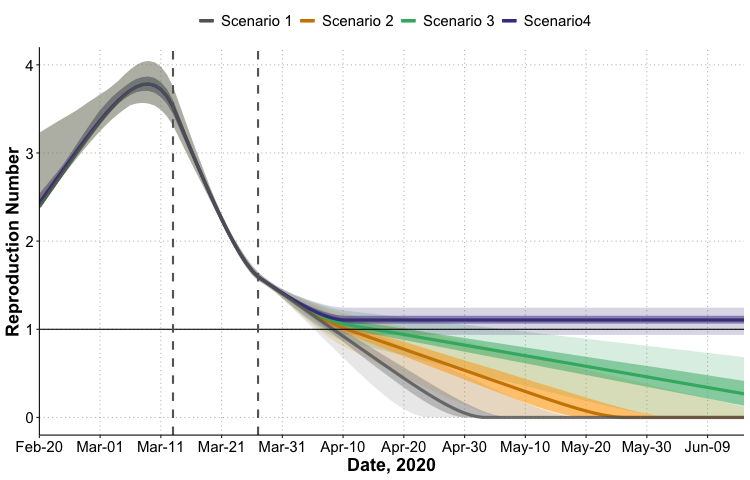 Scenario 1 Scenario 2 Scenario 3 Scenario4
Reproduction Number
4
3
2
1
0
Feb-20 Mar-01 Mar-11 Mar-21 Mar-31 Apr-10 Apr-20 Apr-30 May-10 May-20 May-30 Jun-09
Date, 2020